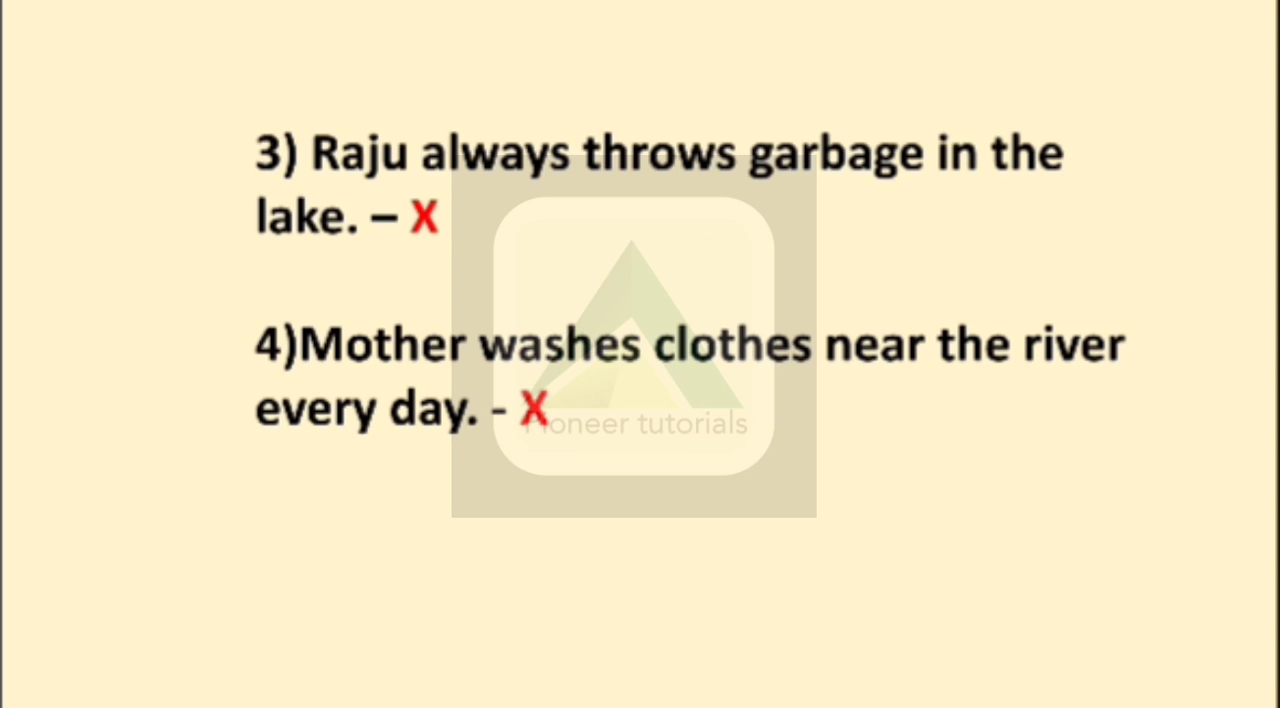 3) Raju always throws garbage in the
lake. – X
4)Mother washes clothes near the river
every day. - X
Pioneer tutorials